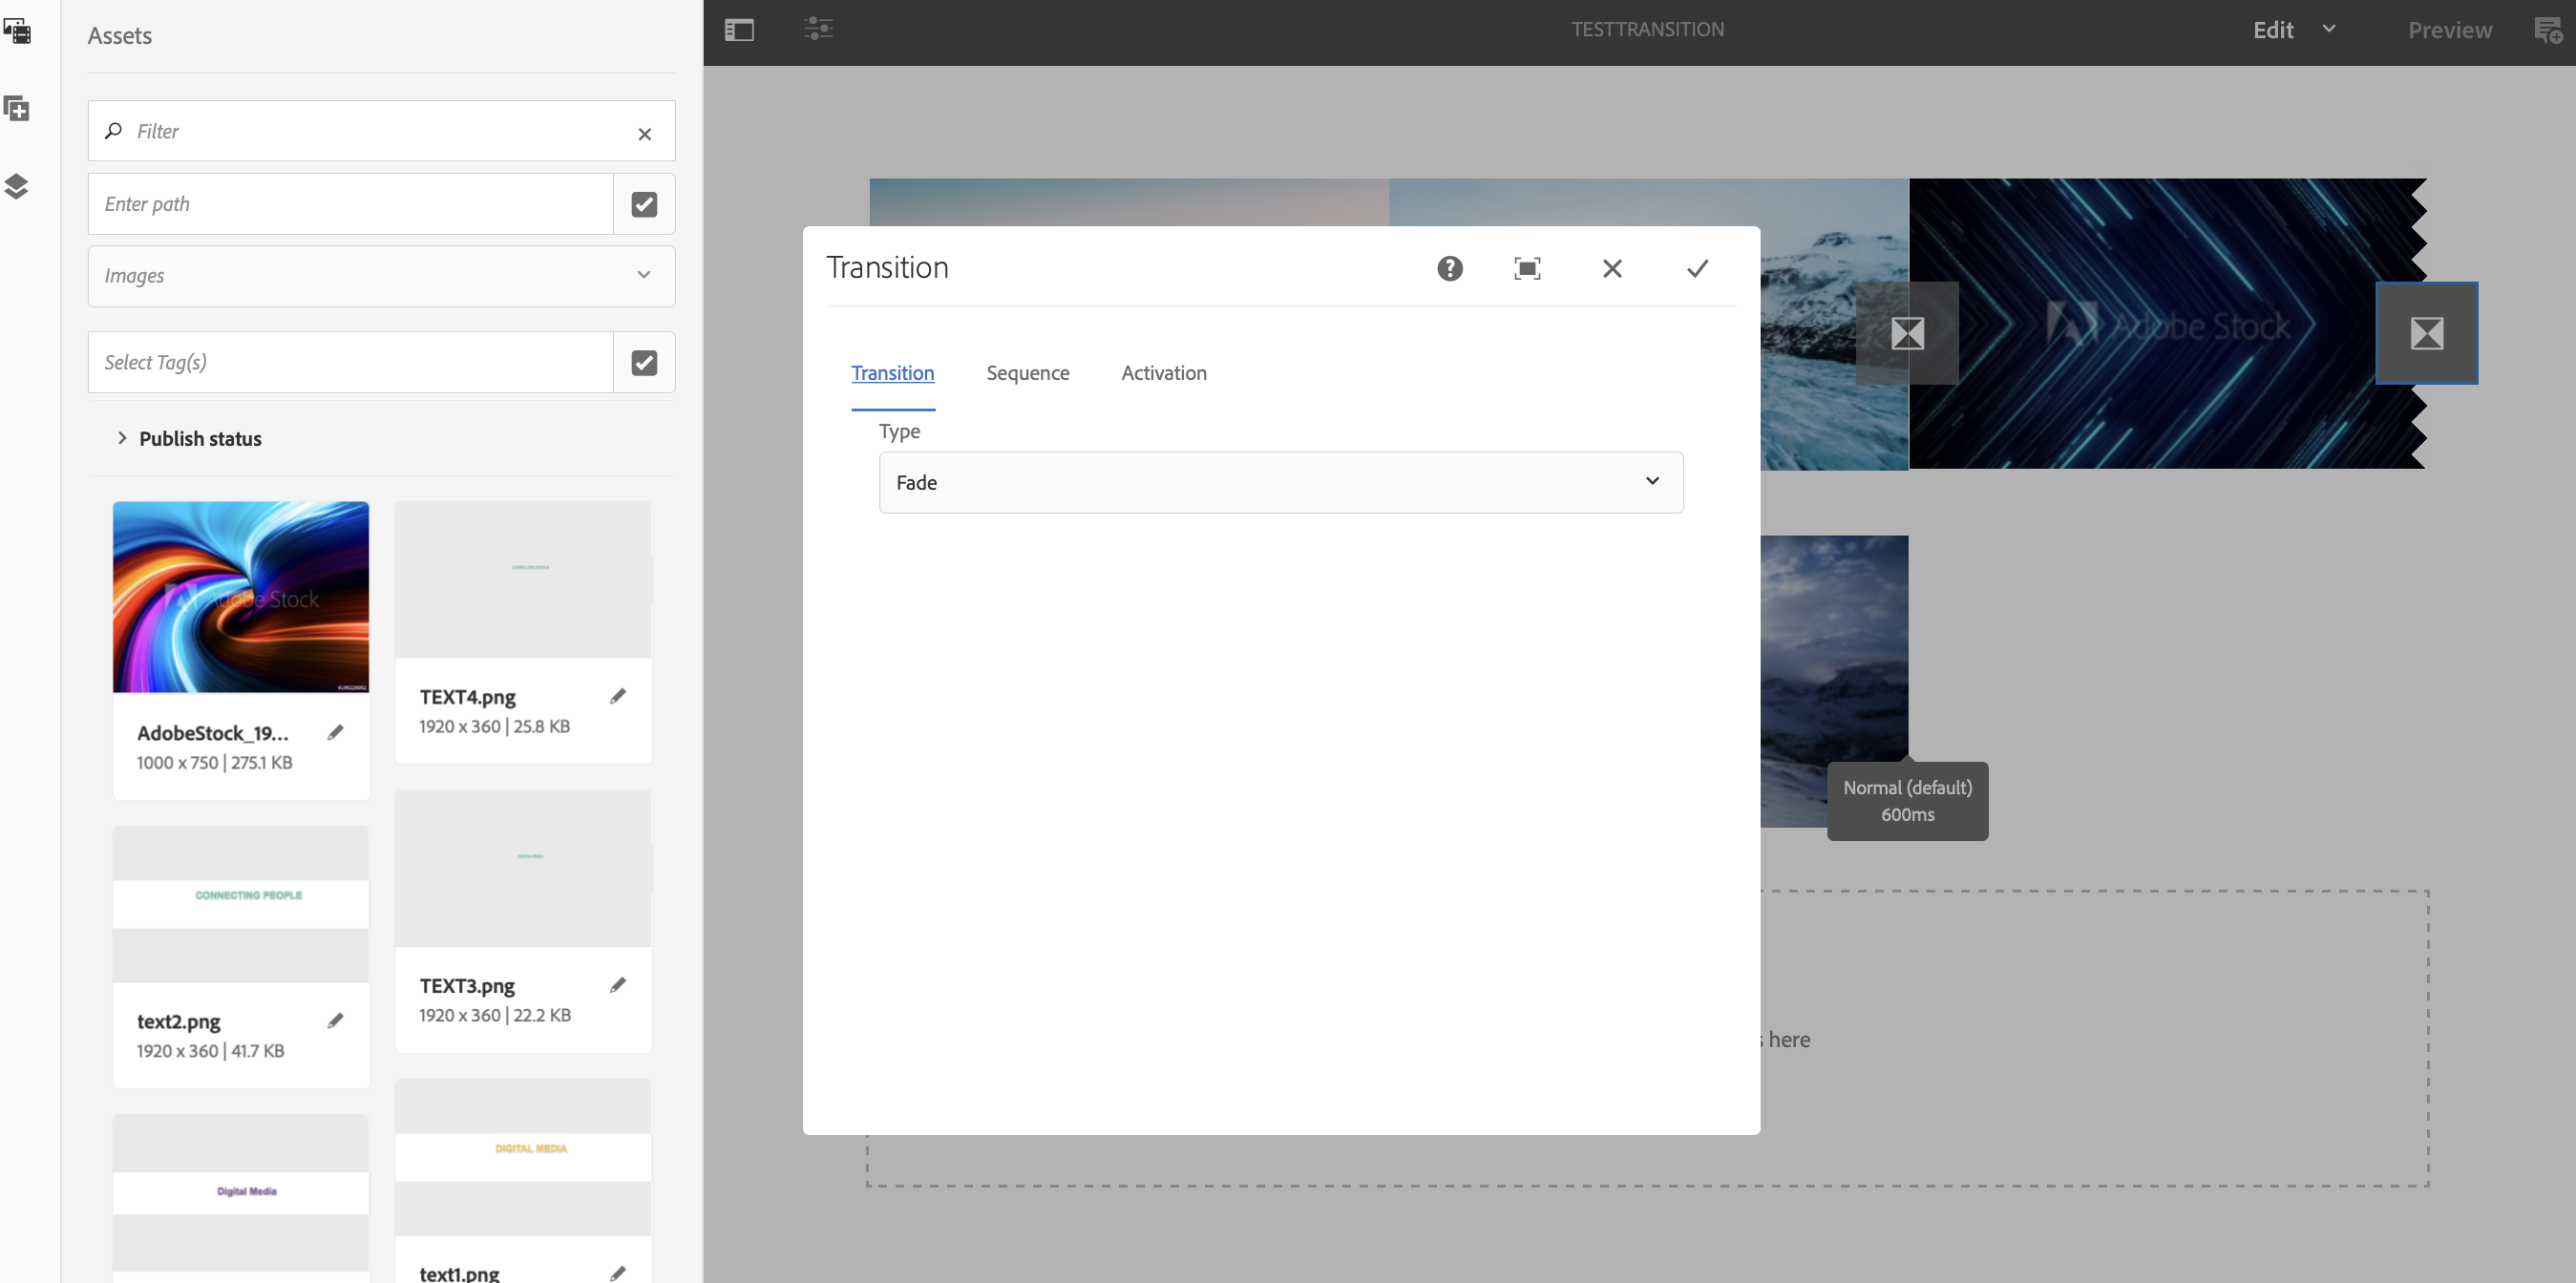 Assets
Filter
Enter path
Images
Select Tag(s)
Publish status
Adobe Stock
AdobeStock_19...
1000 x 750 | 275.1 KB
CONNECTING PEOPLE
text2.png
1920 x 360 | 41.7 KB
Digital Media
TEXT4.png
1920 x 360 | 25.8 KB
TEXT3.png
1920 x 360 | 22.2 KB
DIGITAL MEDIA
text1.png
TESTTRANSITION
Edit
Preview
Transition
Transition Sequence Activation
Type
Fade
Adobe Stock
Normal (default)
600ms
s here